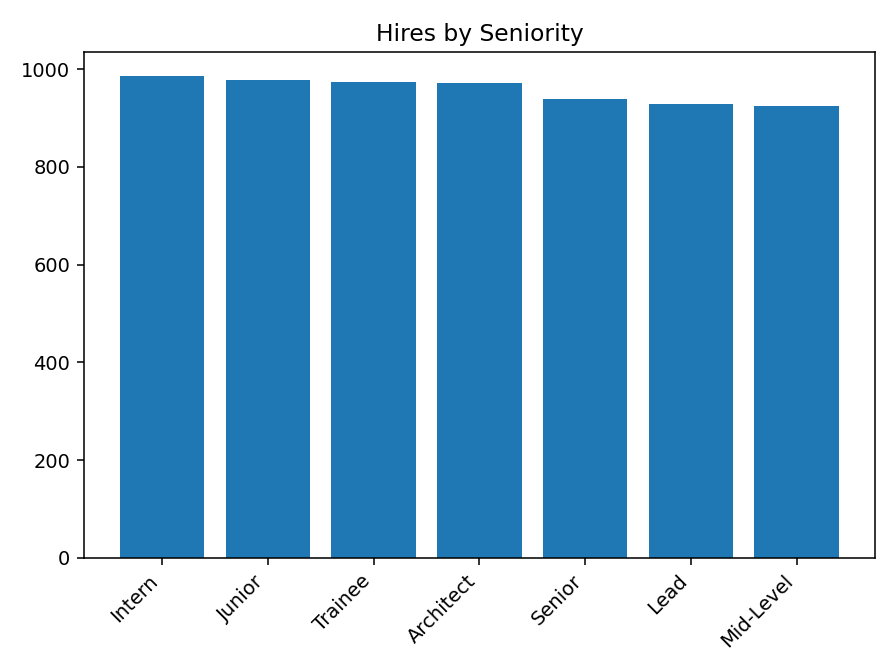 Hires by Seniority
1000
800
600
400
200
0
Intern
Junior
Trainee
Architect
Senior
Lead
Mid-Level